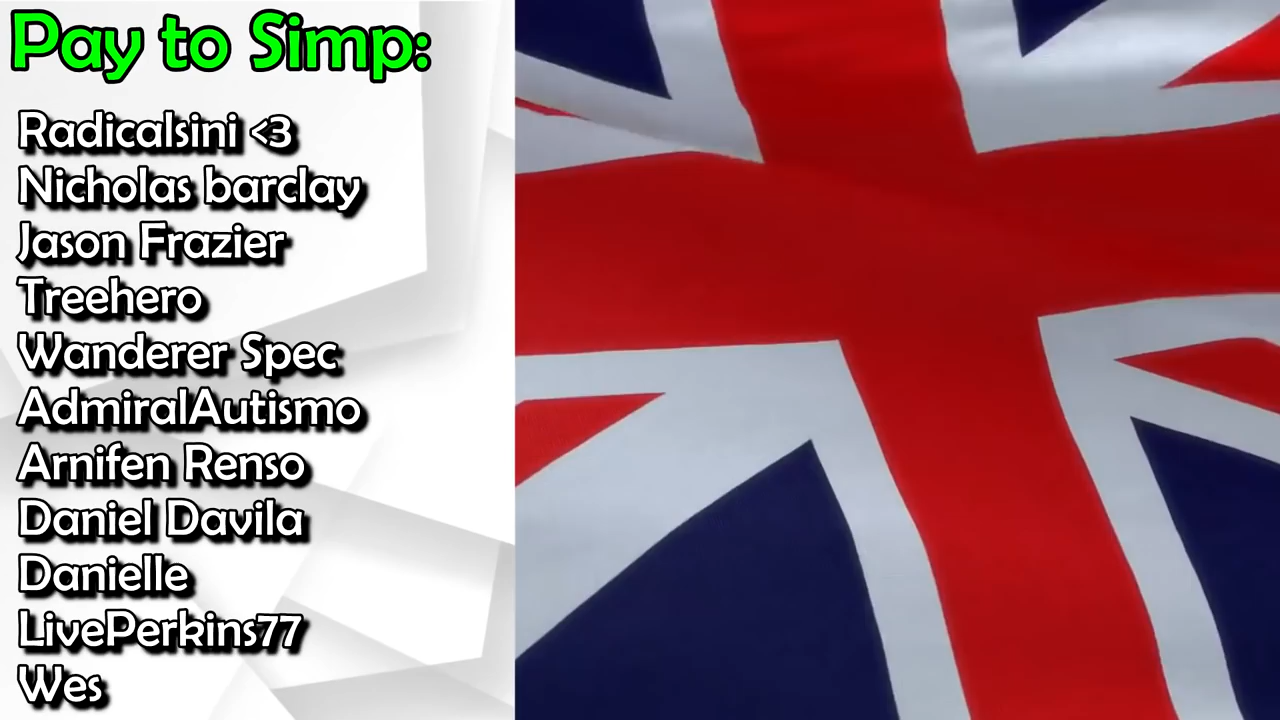 Pay to Simp:
Radicalsini <3
Nicholas barclay
Jason Frazier
Treehero
Wanderer Spec
AdmiralAutismo
Arnifen Renso
Daniel Davila
Danielle
LivePerkins77
Wes